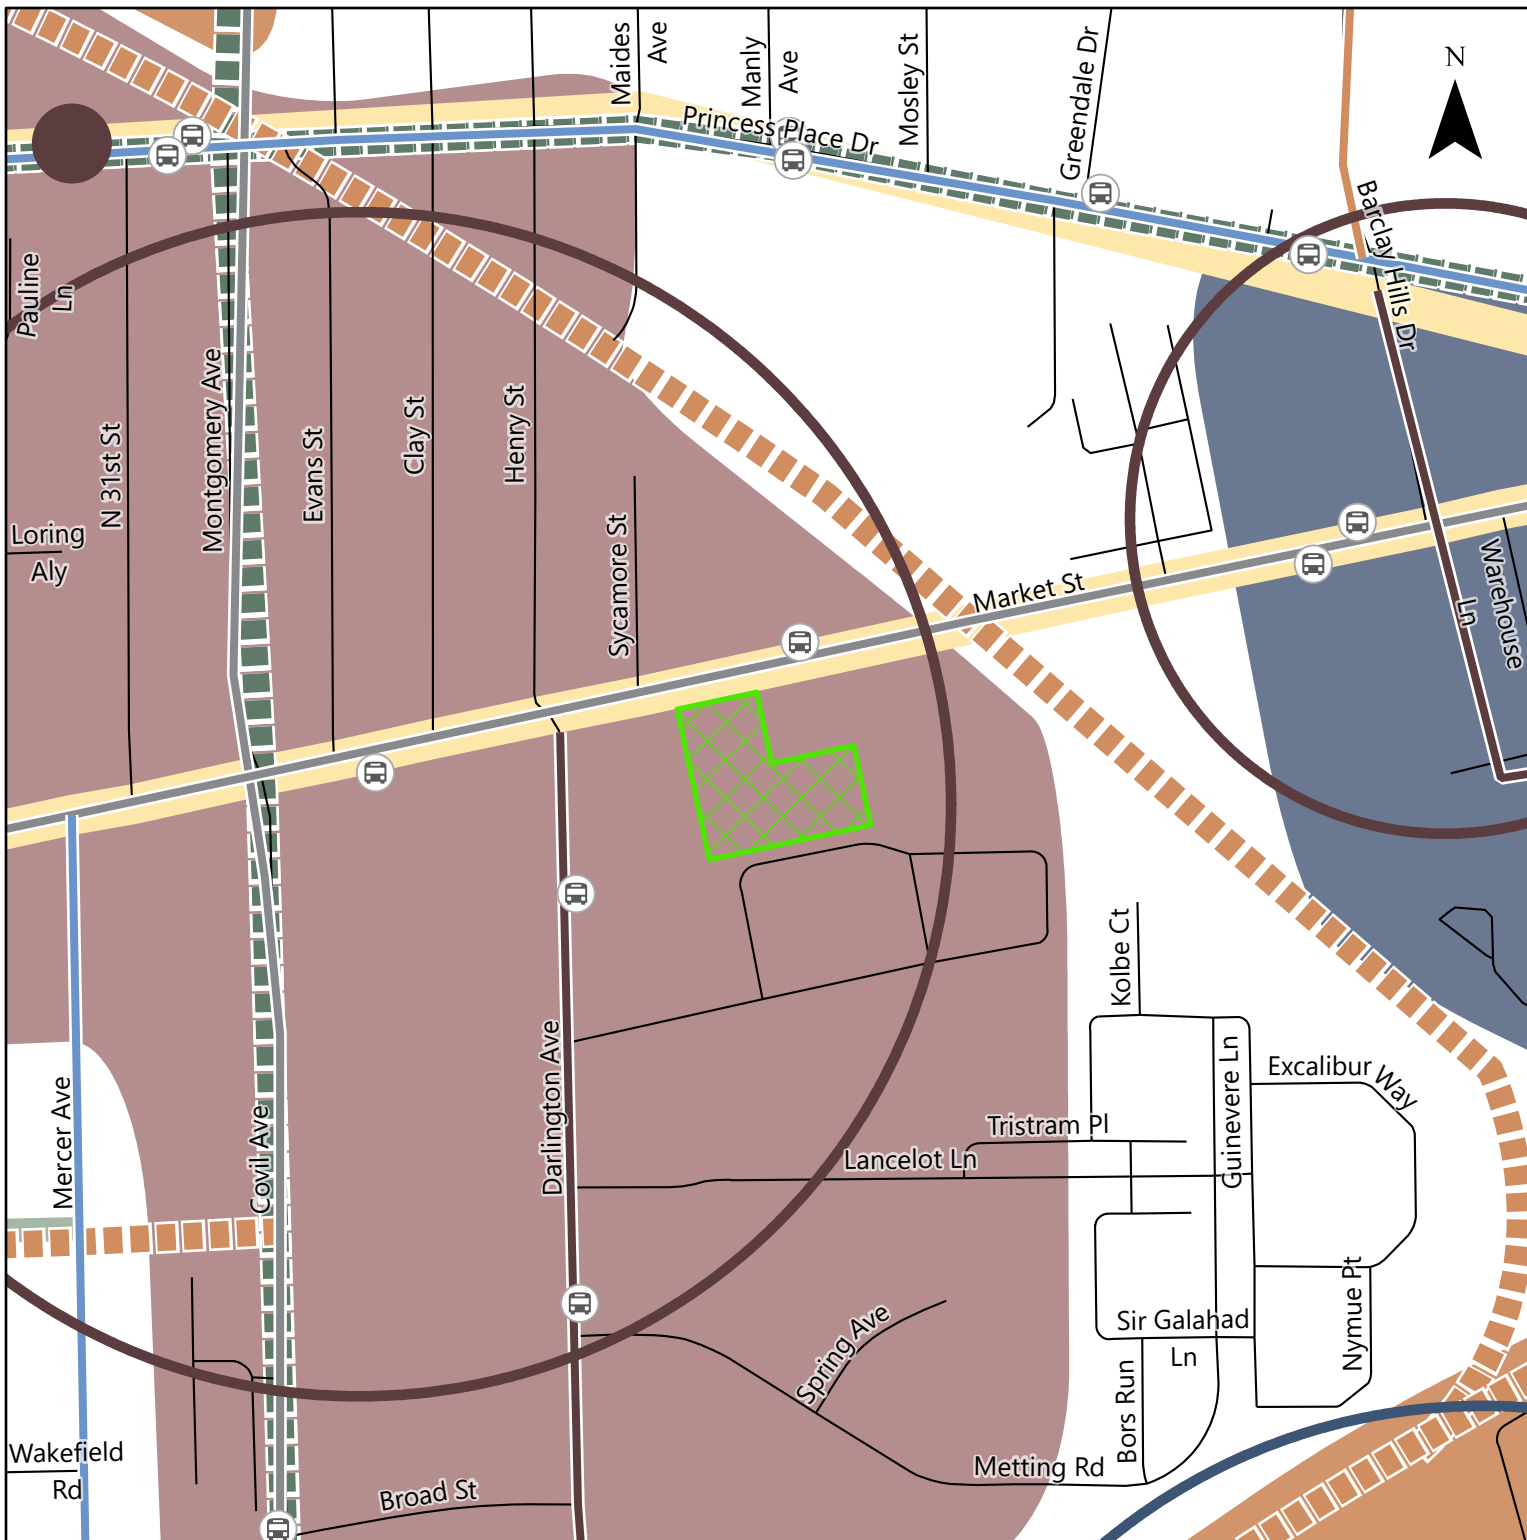 Maides
Ave
Manly
Ave
Mosley St
Greendale Dr
N
Princess Place Dr
Barclay Hills Dr
Pauline
Ln
Montgomery Ave
N 31st St
Evans St
Clay St
Henry St
Sycamore St
Loring
Aly
Market St
Warehouse
Ln
Kolbe Ct
Mercer Ave
Covil Ave
Darlington Ave
Guinevere Ln
Excalibur Way
Tristram Pl
Lancelot Ln
Spring Ave
Sir Galahad
Ln
Nymue Pt
Bors Run
Metting Rd
Wakefield
Rd
Broad St